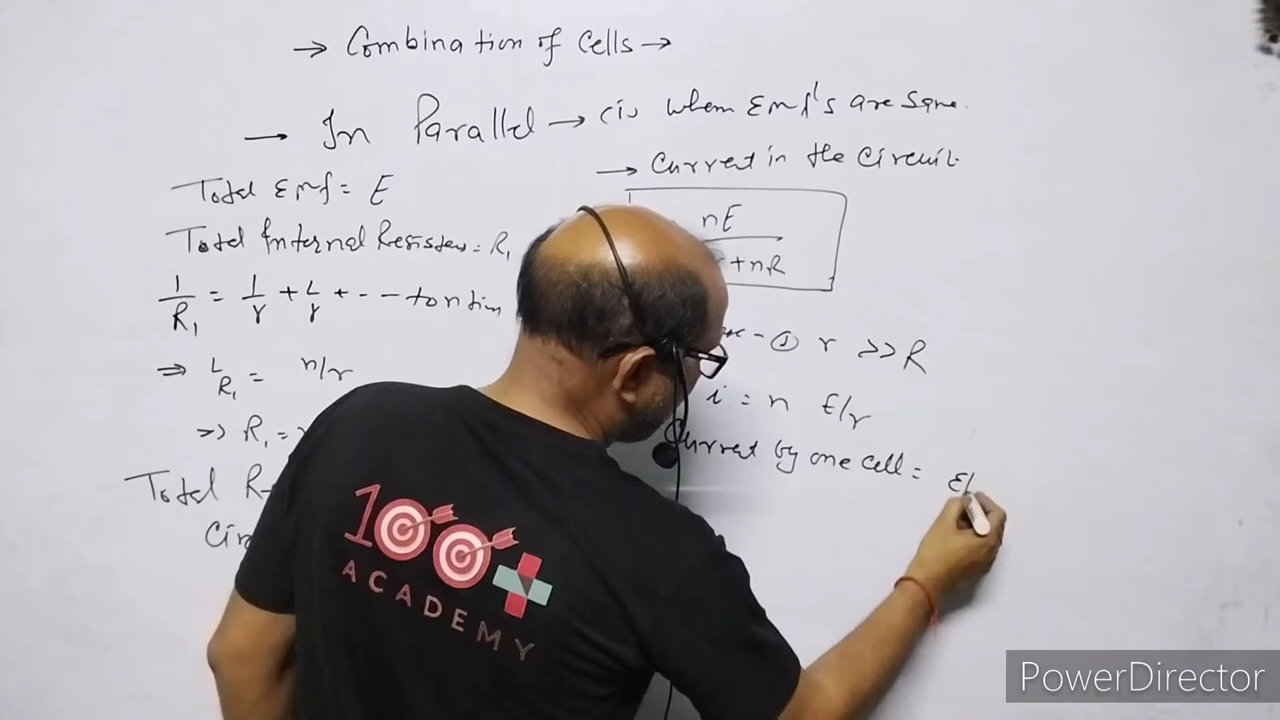 → Combination of cells →
→ In Parallel → (i) when Emf's are same.
Total Emf = E
Total Internal Resisters = R₁
1/R₁ = 1/r + 1/r + - - - to n tim
⇒ 1/R₁ = n/r
⇒ R₁ =
Total R
Cir
→ Current in the circuit
nE
+nR
- ① r >> R
i = n E/r
Current by one cell = E/
100+
ACADEMY
PowerDirector